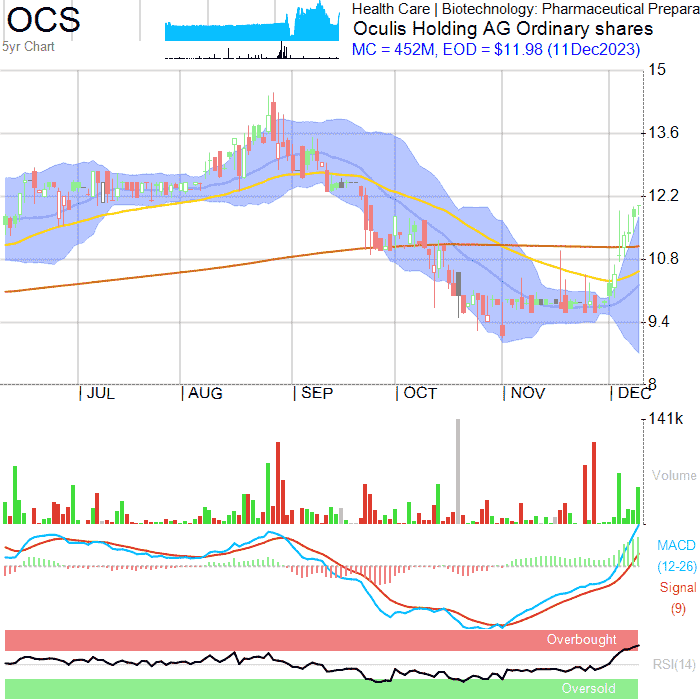 OCS
5yr Chart
Health Care | Biotechnology: Pharmaceutical Prepara
Oculis Holding AG Ordinary shares
MC = 452M, EOD = $11.98 (11Dec2023)
15
13.6
12.2
10.8
9.4
8
JUL AUG SEP OCT NOV DEC
141k
Volume
MACD
(12-26)
Signal
(9)
Overbought
RSI(14)
Oversold